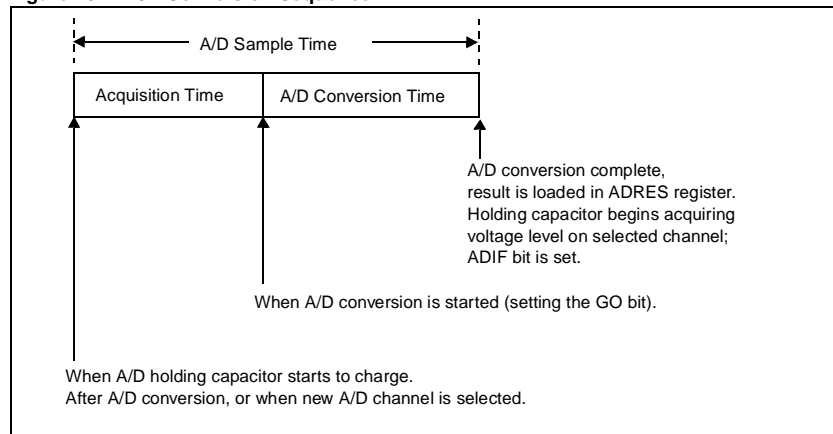 A/D Sample Time
Acquisition Time
A/D Conversion Time
A/D conversion complete,
result is loaded in ADRES register.
Holding capacitor begins acquiring
voltage level on selected channel;
ADIF bit is set.
When A/D conversion is started (setting the GO bit).
When A/D holding capacitor starts to charge.
After A/D conversion, or when new A/D channel is selected.